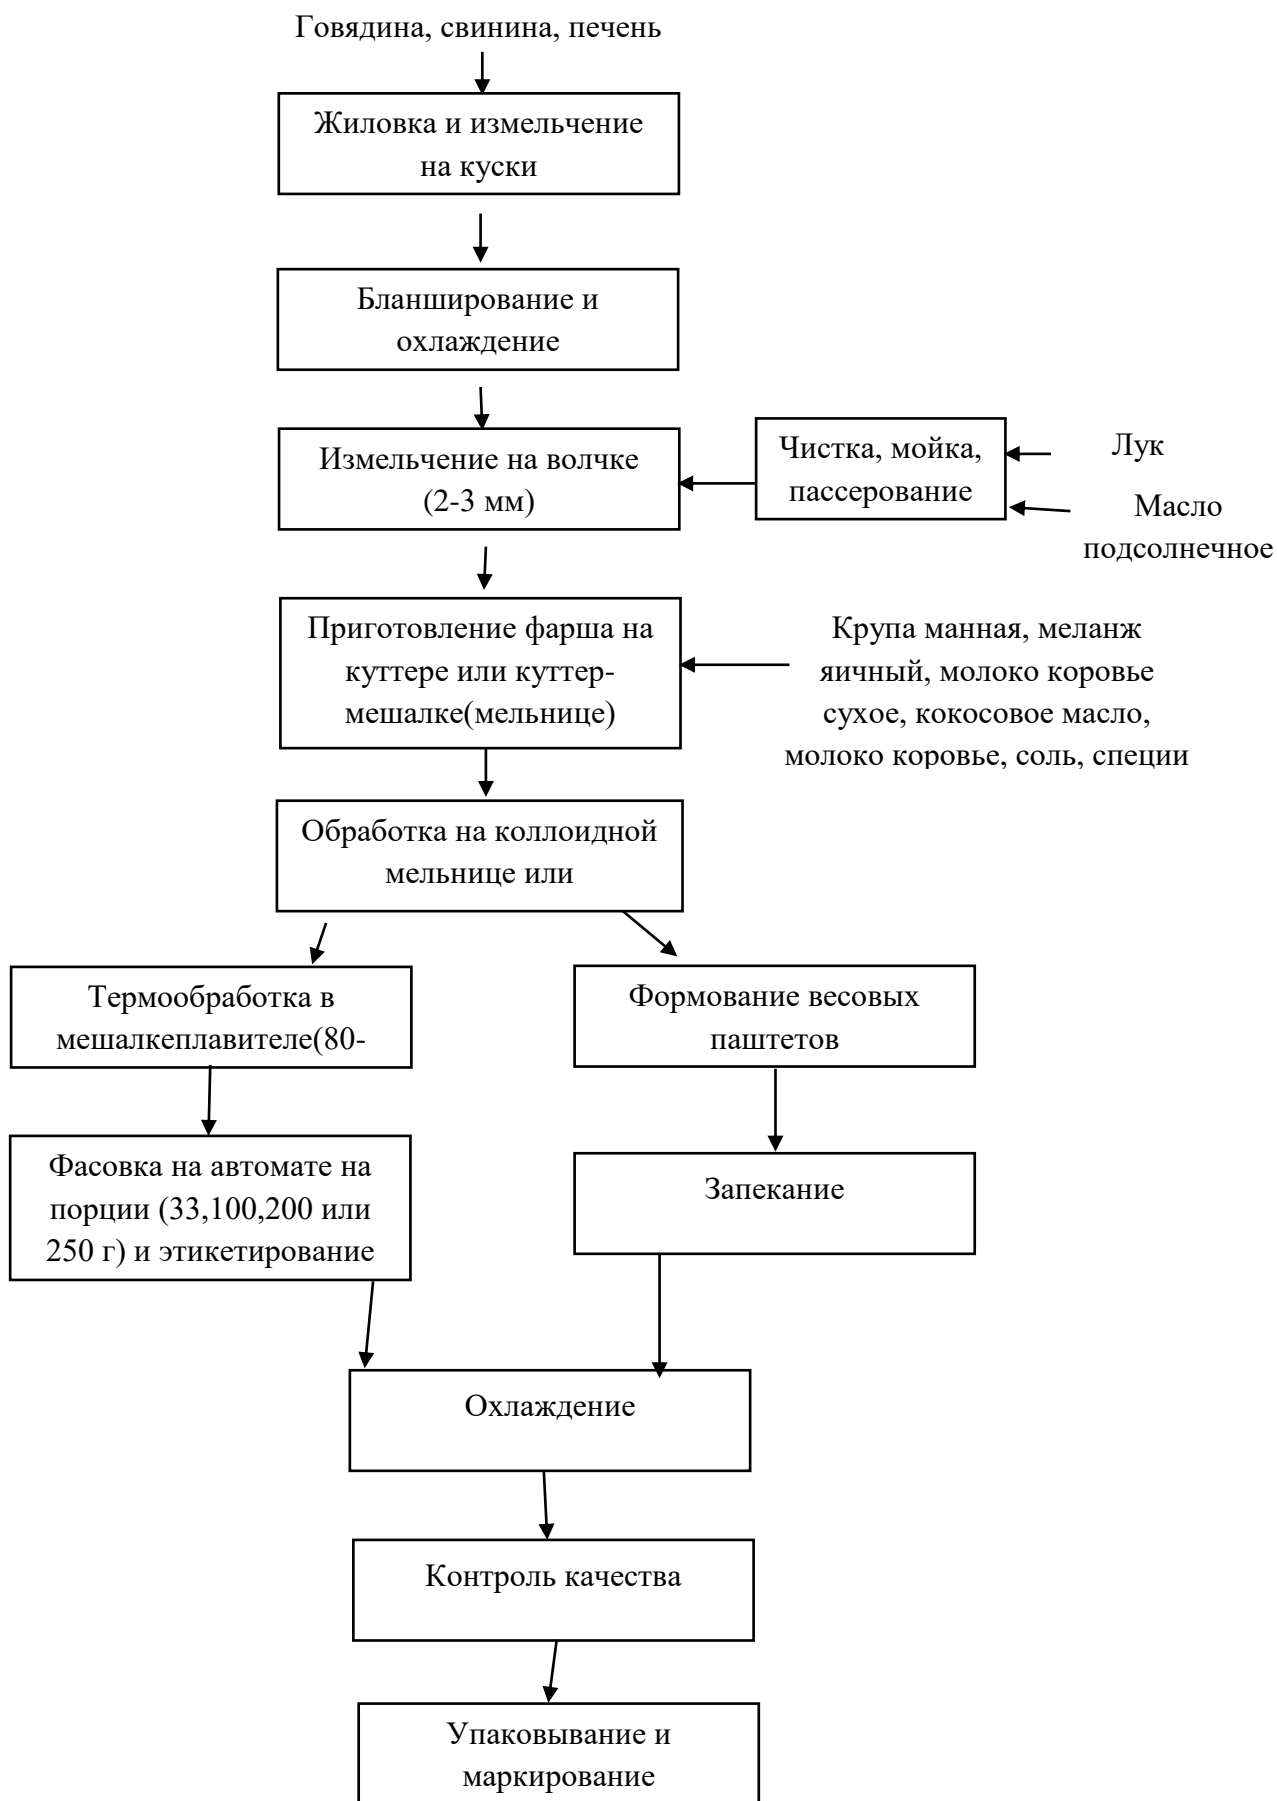 Говядина, свинина, печень
Жиловка и измельчение
на куски
Бланширование и
охлаждение
Измельчение на волчке
(2-3 мм)
Чистка, мойка,
пассерование
Лук
Масло
подсолнечное
Приготовление фарша на
куттере или куттер-
мешалке(мельнице)
Крупа манная, меланж
яичный, молоко коровье
сухое, кокосовое масло,
молоко коровье, соль, специи
Обработка на коллоидной
мельнице или
Термообработка в
мешалкеплавителе(80-
Формование весовых
паштетов
Фасовка на автомате на
порции (33,100,200 или
250 г) и этикетирование
Запекание
Охлаждение
Контроль качества
Упаковывание и
маркирование